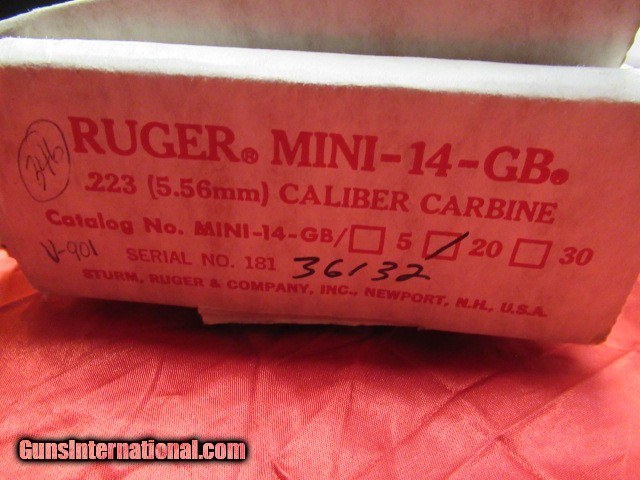 346
RUGER® MINI-14-GB®
.223 (5.56mm) CALIBER CARBINE
Catalog No. MINI-14-GB/ 5 20 30
V-901
SERIAL NO. 181 36132
STURM, RUGER & COMPANY, INC., NEWPORT, N.H., U.S.A.
GunsInternational.com